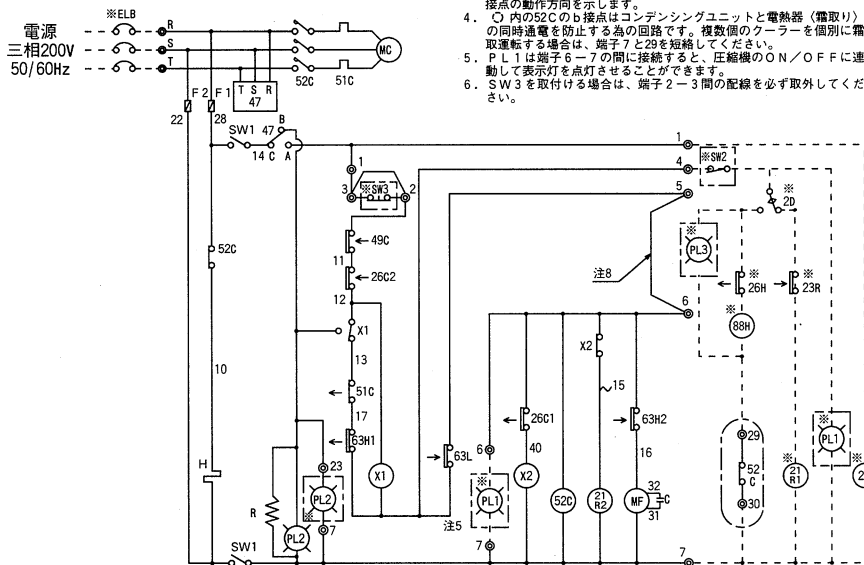 接点の動作方向を示します。
4. 内の52Cのb接点はコンデンシングユニットと電熱器（霜取り）
の同時通電を防止する為の回路です。複数個のクーラーを個別に霜
取運転する場合は、端子7と29を短絡してください。
5. PL1は端子6−7の間に接続すると、圧縮機のON/OFFに連
動して表示灯を点灯させることができます。
6. SW3を取付ける場合は、端子2−3間の配線を必ず取外してくだ
さい。
※ELB
電源
三相200V
50/60Hz
R
S
T
52C
51C
MC
T S R
47
F2
F1
22
28
SW1
47
B
14
C
A
1
1
4
※SW2
3
※SW3
2
5
※
2D
52C
49C
11
26C2
12
※
PL3
注8
※
26H
※
23R
6
※
88H
X1
X2
13
10
51C
15
17
26C1
63H2
63H1
63L
40
16
29
※
PL1
※
H
23
6
52
C
※
21
R1
2
X1
※
PL1
X2
52C
21
R2
MF
32
C
31
30
R
PL2
※
注5
7
PL2
7
SW1
7